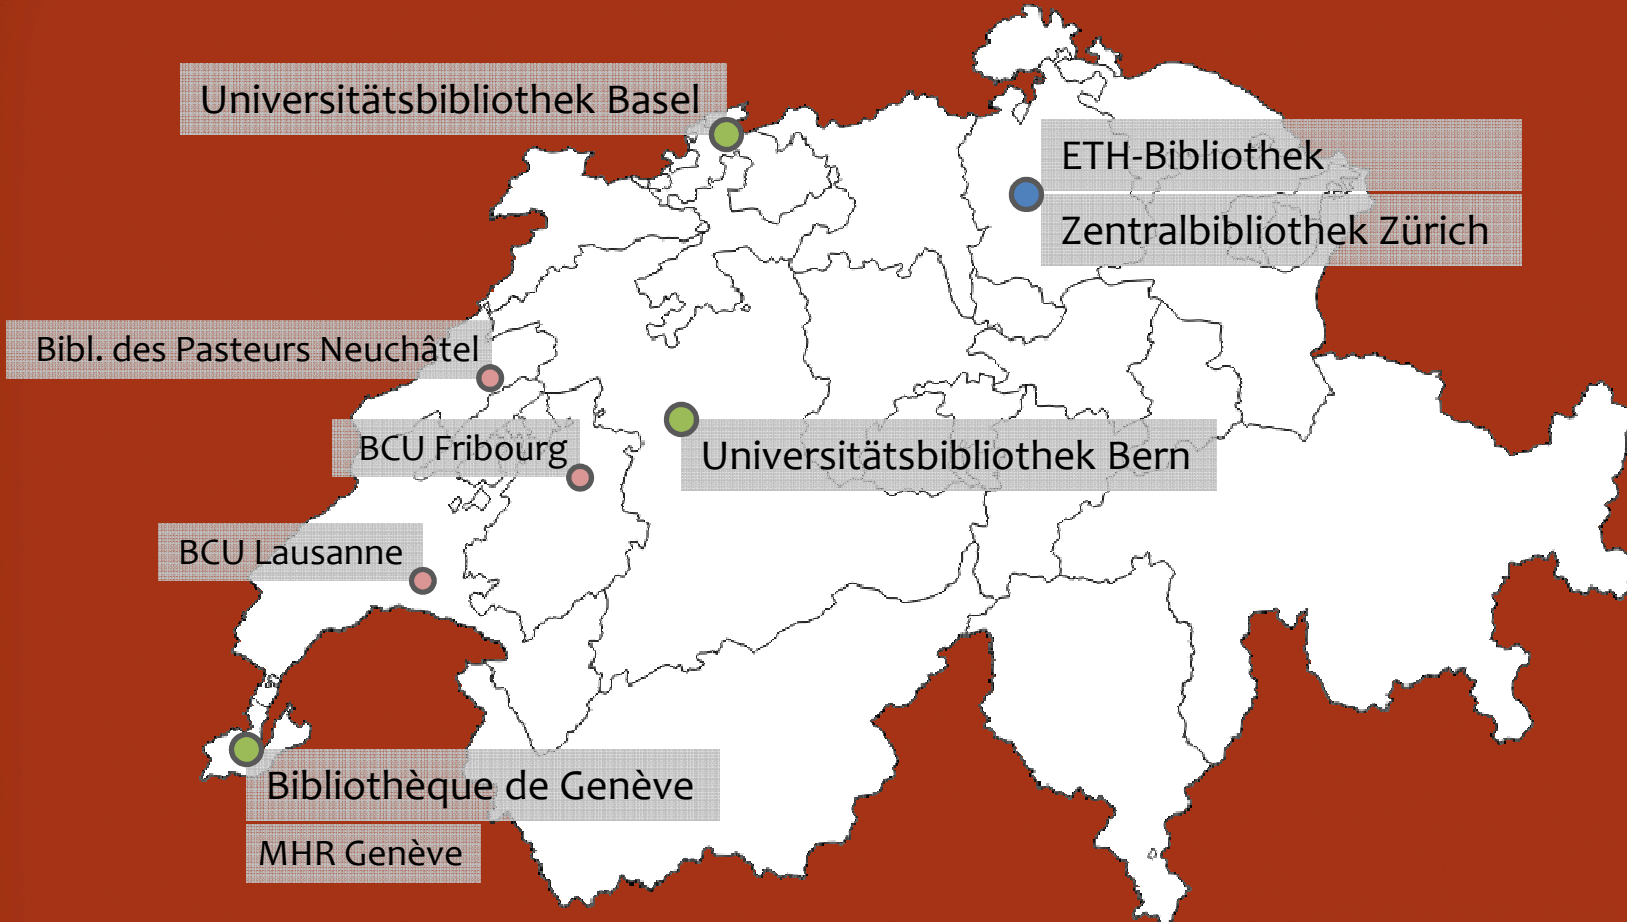 Universitätsbibliothek Basel
ETH-Bibliothek
Zentralbibliothek Zürich
Bibl. des Pasteurs Neuchâtel
BCU Fribourg
Universitätsbibliothek Bern
BCU Lausanne
Bibliothèque de Genève
MHR Genève